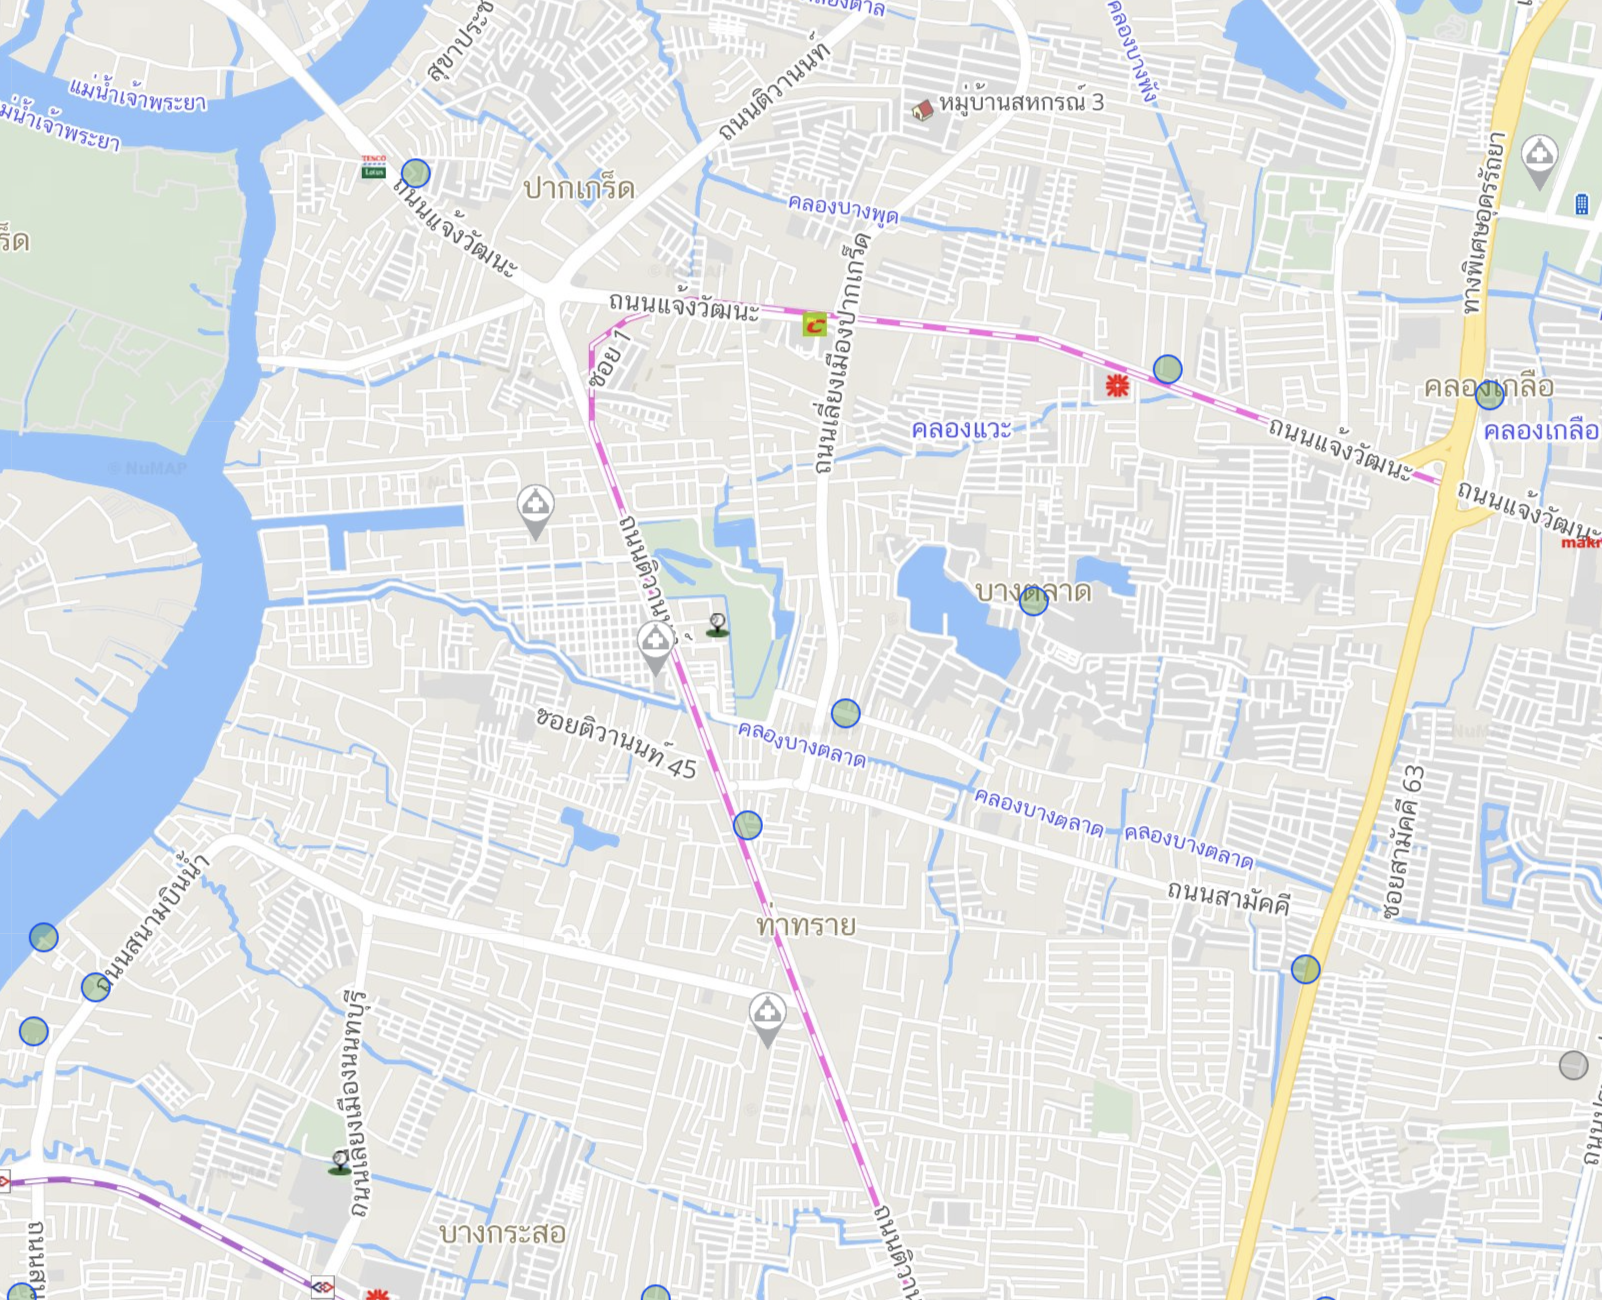 คลองตาล
สุขาประช
คลองบางพัง
แม่น้ำเจ้าพระยา
ม่น้ำเจ้าพระยา
ถนนติวานนท์
หมู่บ้านสหกรณ์ 3
TESCO
Lotus
ถนนแจ้งวัฒนะ
ปากเกร็ด
คลองบางพูด
ทางพิเศษอุดรรัถยา
ร็ด
© NuMAP
ถนนแจ้งวัฒนะ
ซอย 1
ถนนเลี่ยงเมืองปากเกร็ด
คลองเกลือ
คลองแวะ
คลองเกลือ
ถนนแจ้งวัฒนะ
© NuMAP
ถนนแจ้งวัฒนะ
makr
ถนนติวานนท์
บางตลาด
ซอยติวานนท์ 45
คลองบางตลาด
NuMAP
คลองบางตลาด
คลองบางตลาด
ซอยสามัคคี 63
ถนนสามัคคี
ถนนสนามบินน้ำ
ท่าทราย
ถนนเลี่ยงเมืองนนทบุรี
บางกระสอ
ถนนติวาน
ถนนสา